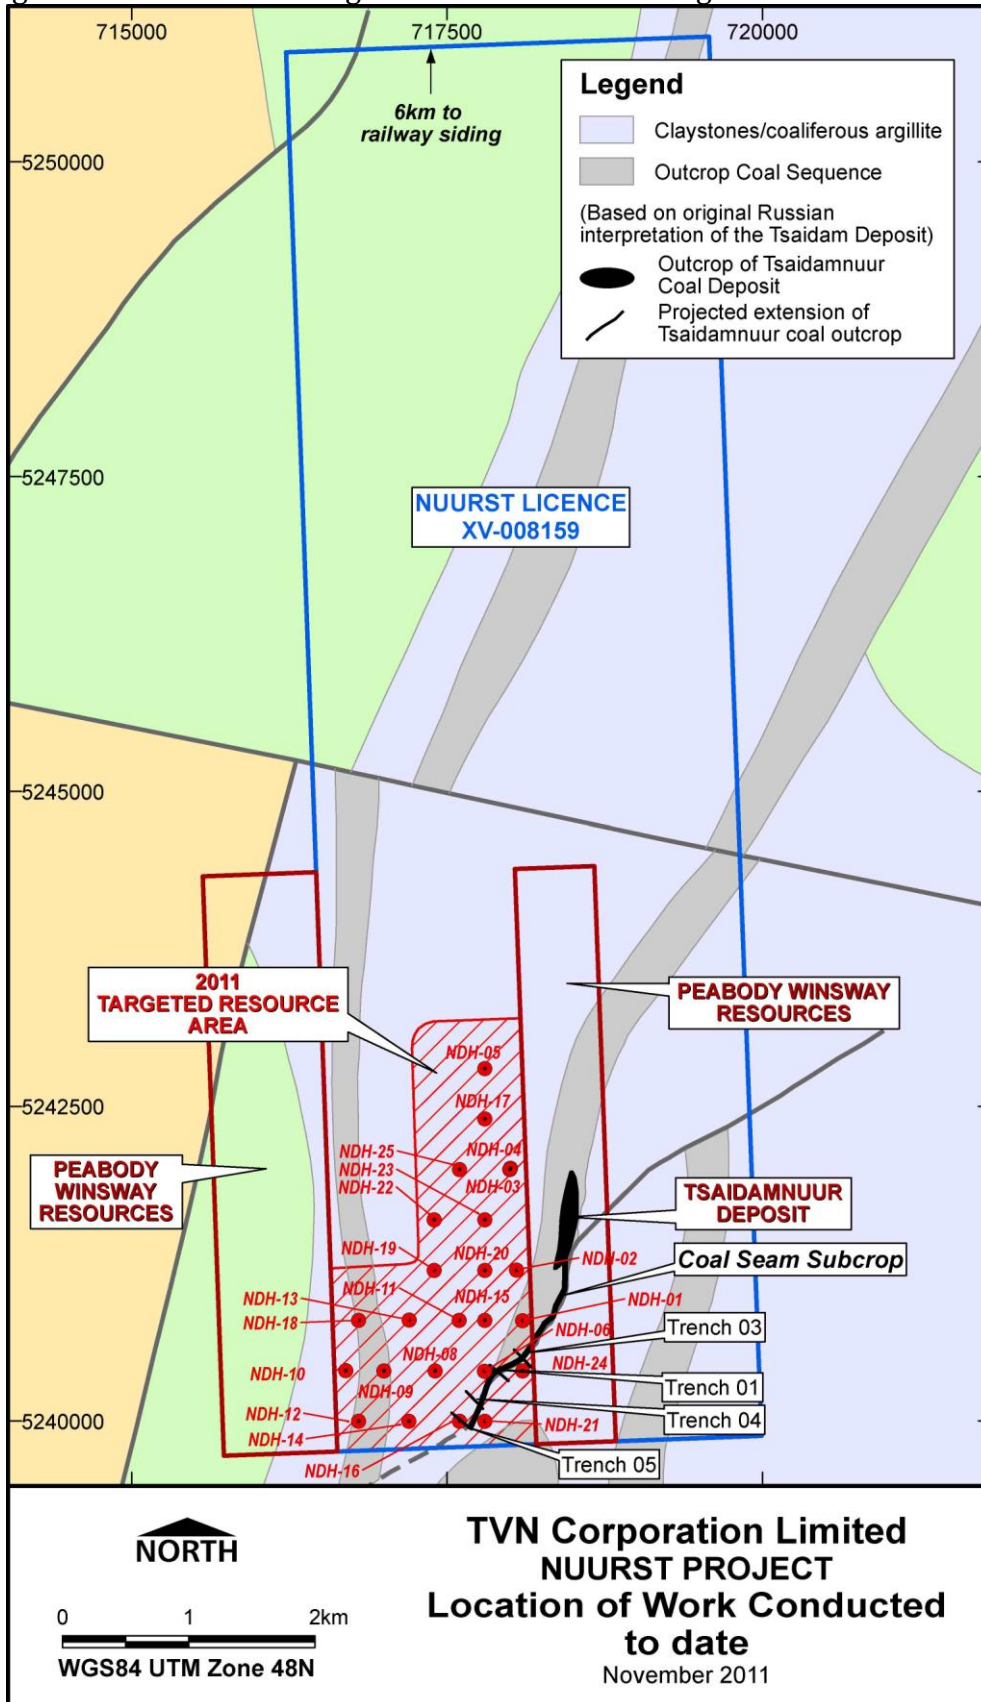 715000
717500
720000
6km to
railway siding
Legend
Claystones/coaliferous argillite
Outcrop Coal Sequence
(Based on original Russian
interpretation of the Tsaidam Deposit)
Outcrop of Tsaidamnuur
Coal Deposit
Projected extension of
Tsaidamnuur coal outcrop
5250000
5247500
NUURST LICENCE
XV-008159
5245000
2011
TARGETED RESOURCE
AREA
PEABODY WINSWAY
RESOURCES
NDH-05
5242500
NDH-17
NDH-25
NDH-04
NDH-23
NDH-03
NDH-22
PEABODY
WINSWAY
RESOURCES
TSAIDAMNUUR
DEPOSIT
NDH-19
NDH-20
NDH-02
Coal Seam Subcrop
NDH-11
NDH-13
NDH-15
NDH-01
NDH-18
NDH-06
Trench 03
NDH-08
NDH-24
NDH-10
NDH-09
Trench 01
5240000
NDH-12
NDH-14
NDH-21
Trench 04
NDH-16
Trench 05
NORTH
0 1 2km
WGS84 UTM Zone 48N
TVN Corporation Limited
NUURST PROJECT
Location of Work Conducted
to date
November 2011